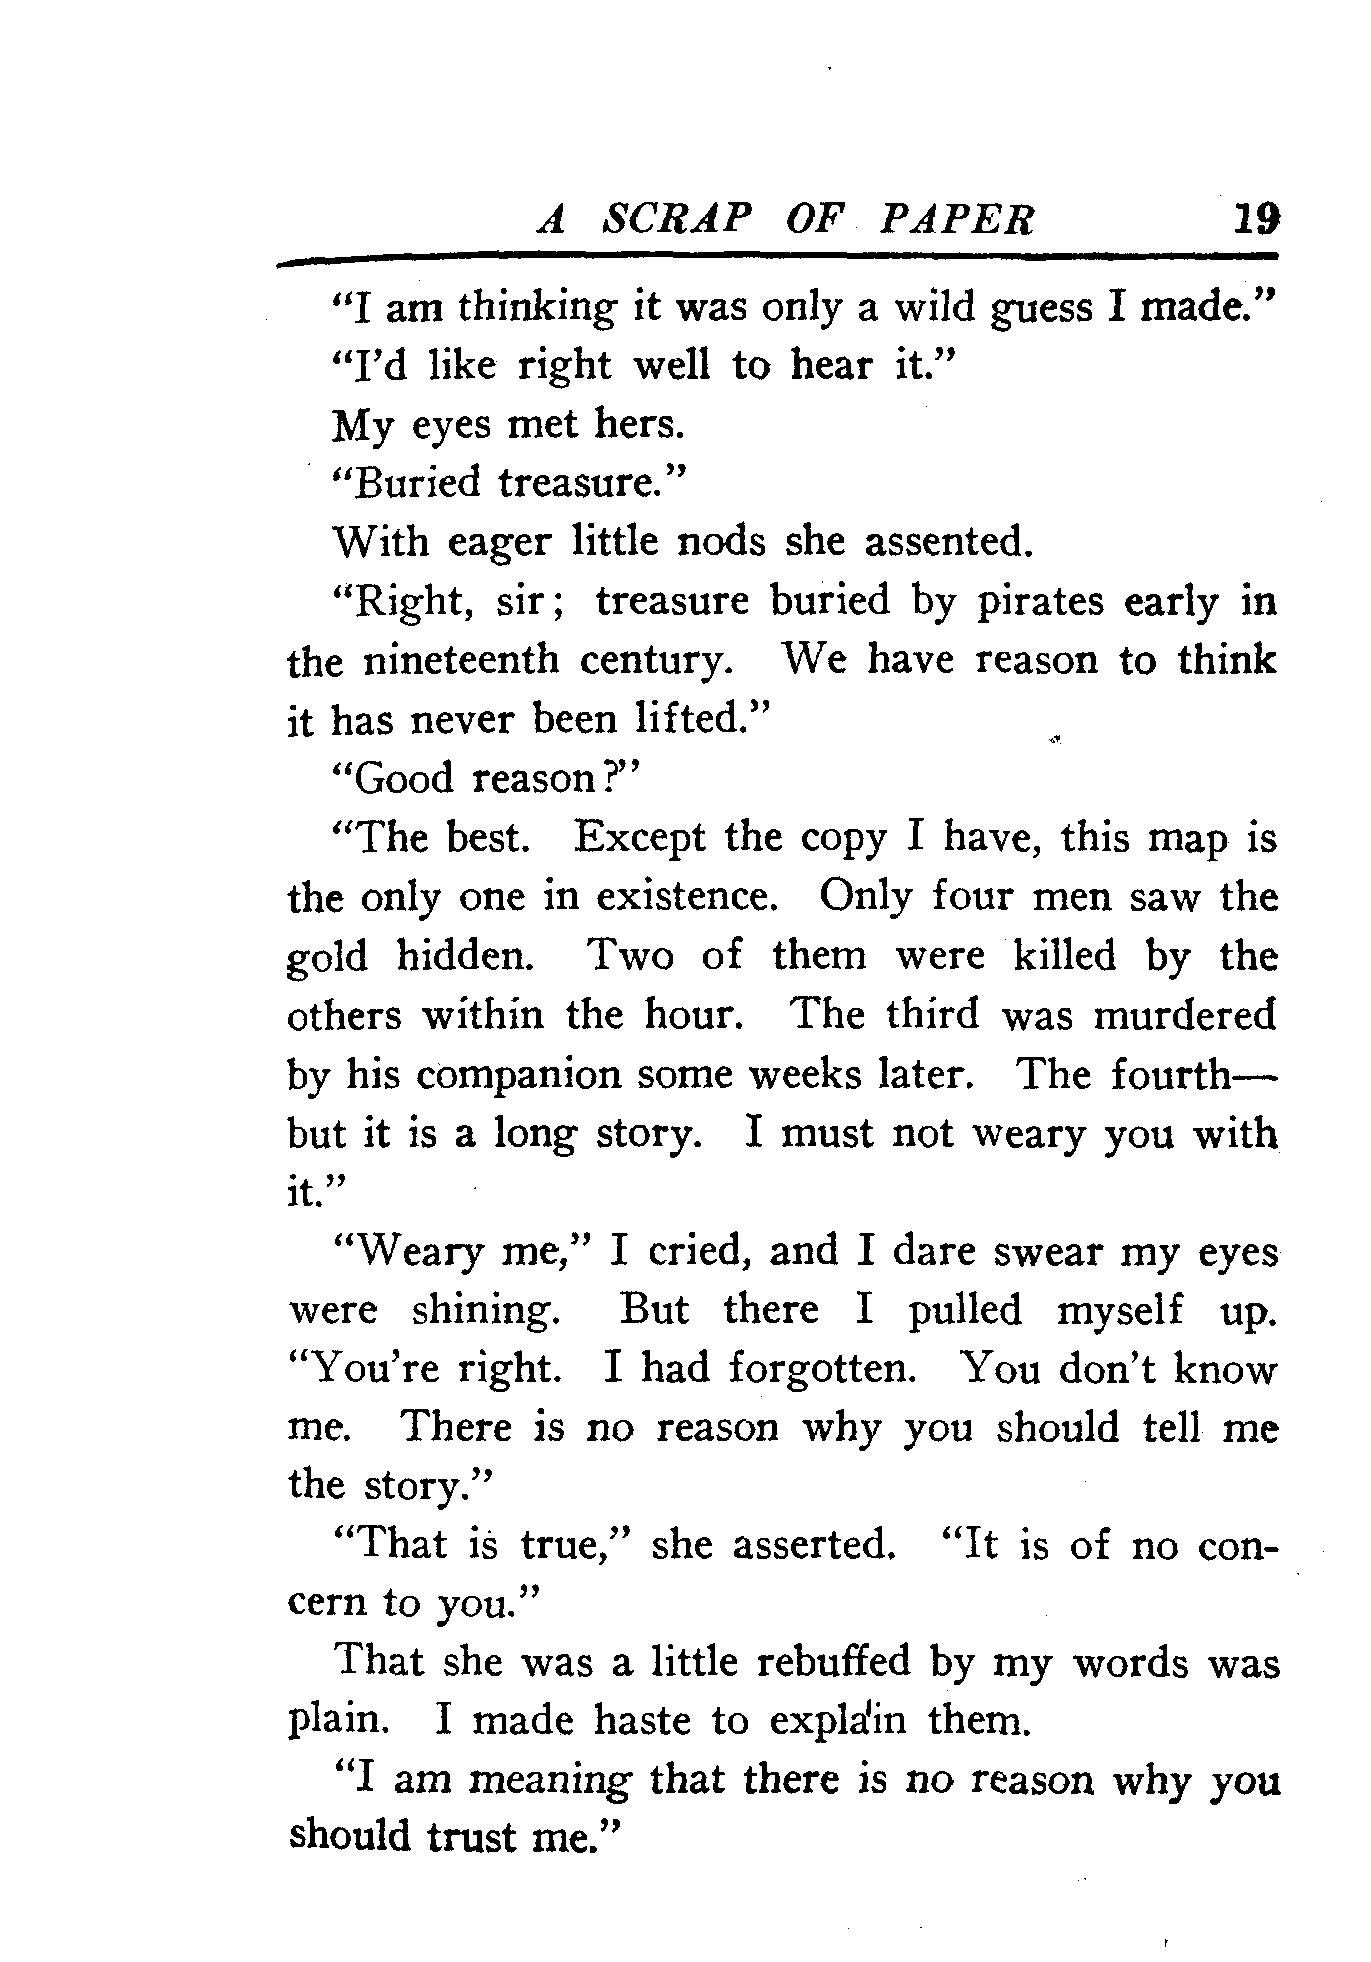 A SCRAP OF PAPER 19
“I am thinking it was only a wild guess I made.”
“I’d like right well to hear it.”
My eyes met hers.
“Buried treasure.”
With eager little nods she assented.
“Right, sir; treasure buried by pirates early in
the nineteenth century. We have reason to think
it has never been lifted.”
“Good reason?”
“The best. Except the copy I have, this map is
the only one in existence. Only four men saw the
gold hidden. Two of them were killed by the
others within the hour. The third was murdered
by his companion some weeks later. The fourth—
but it is a long story. I must not weary you with
it.”
“Weary me,” I cried, and I dare swear my eyes
were shining. But there I pulled myself up.
“You’re right. I had forgotten. You don’t know
me. There is no reason why you should tell me
the story.”
“That is true,” she asserted. “It is of no con-
cern to you.”
That she was a little rebuffed by my words was
plain. I made haste to explain them.
“I am meaning that there is no reason why you
should trust me.”